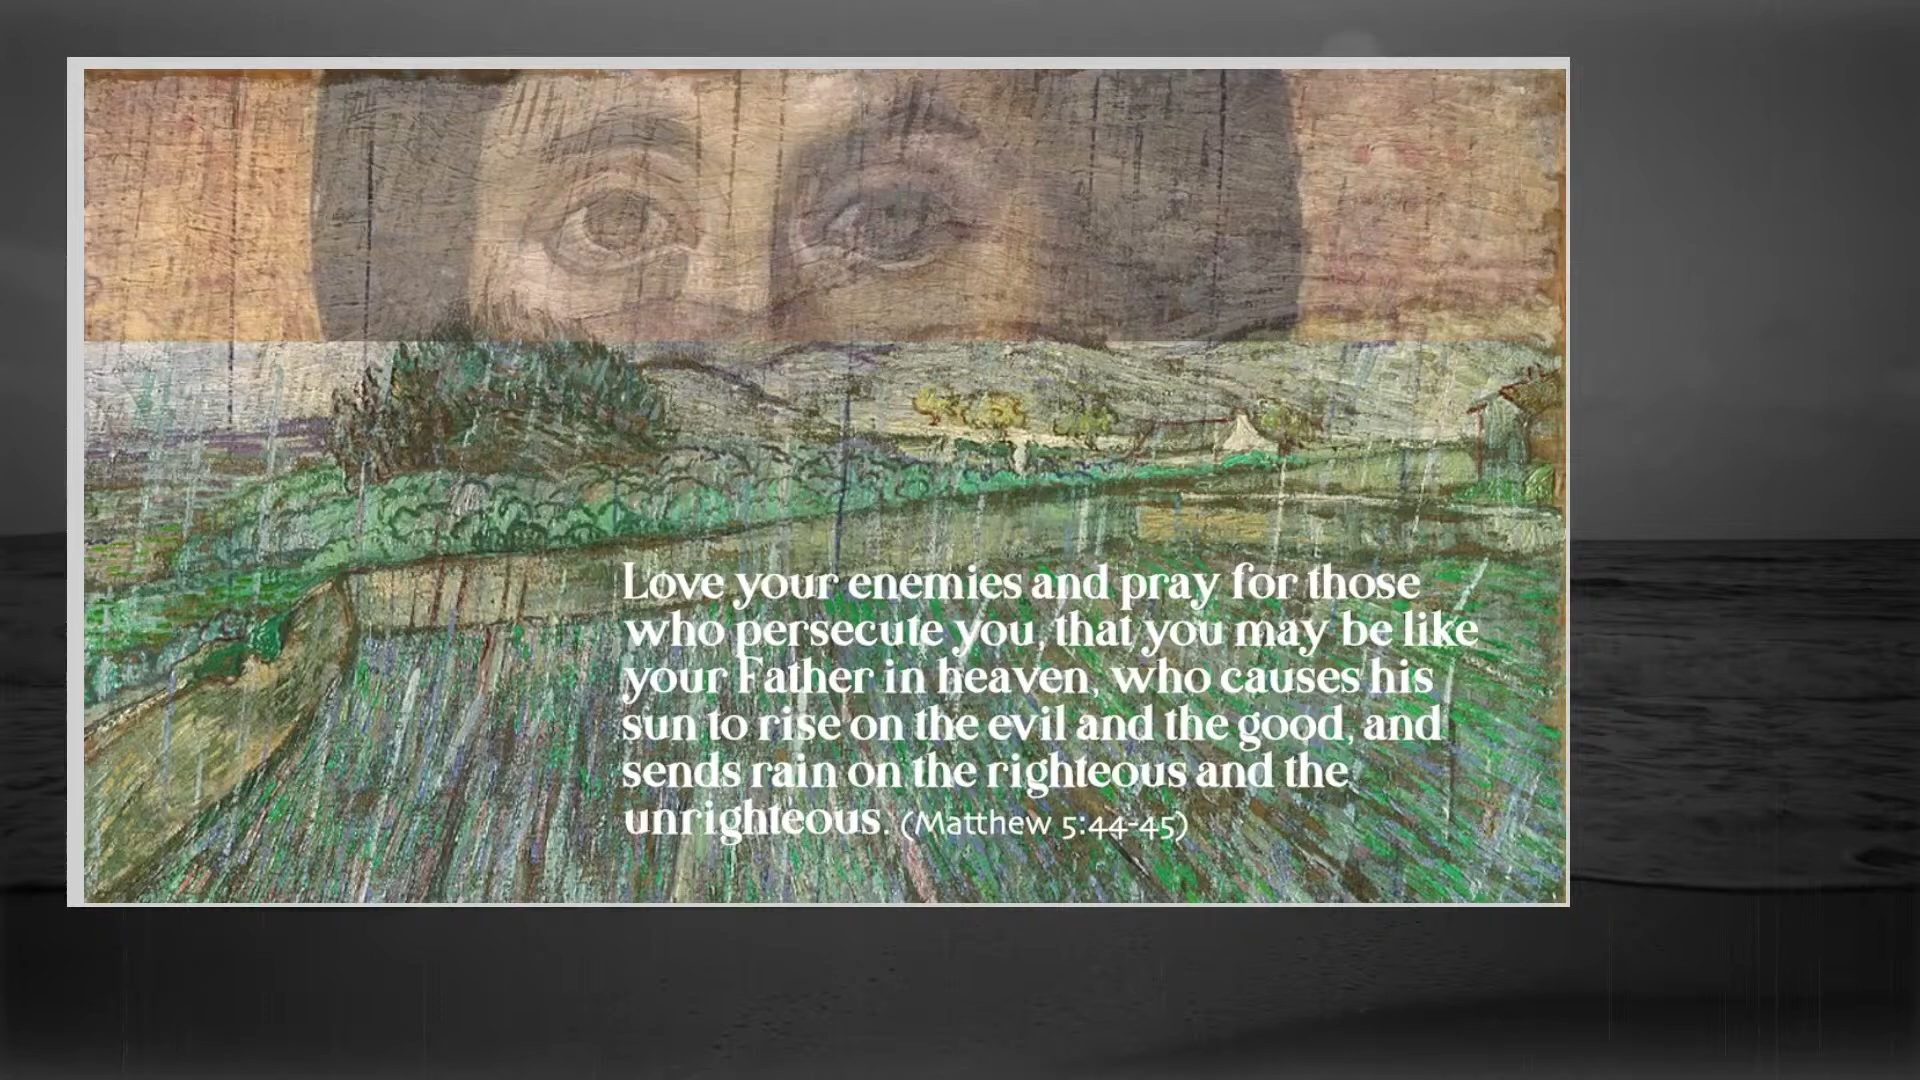 Love your enemies and pray for those
who persecute you, that you may be like
your Father in heaven, who causes his
sun to rise on the evil and the good, and
sends rain on the righteous and the
unrighteous. (Matthew 5:44-45)